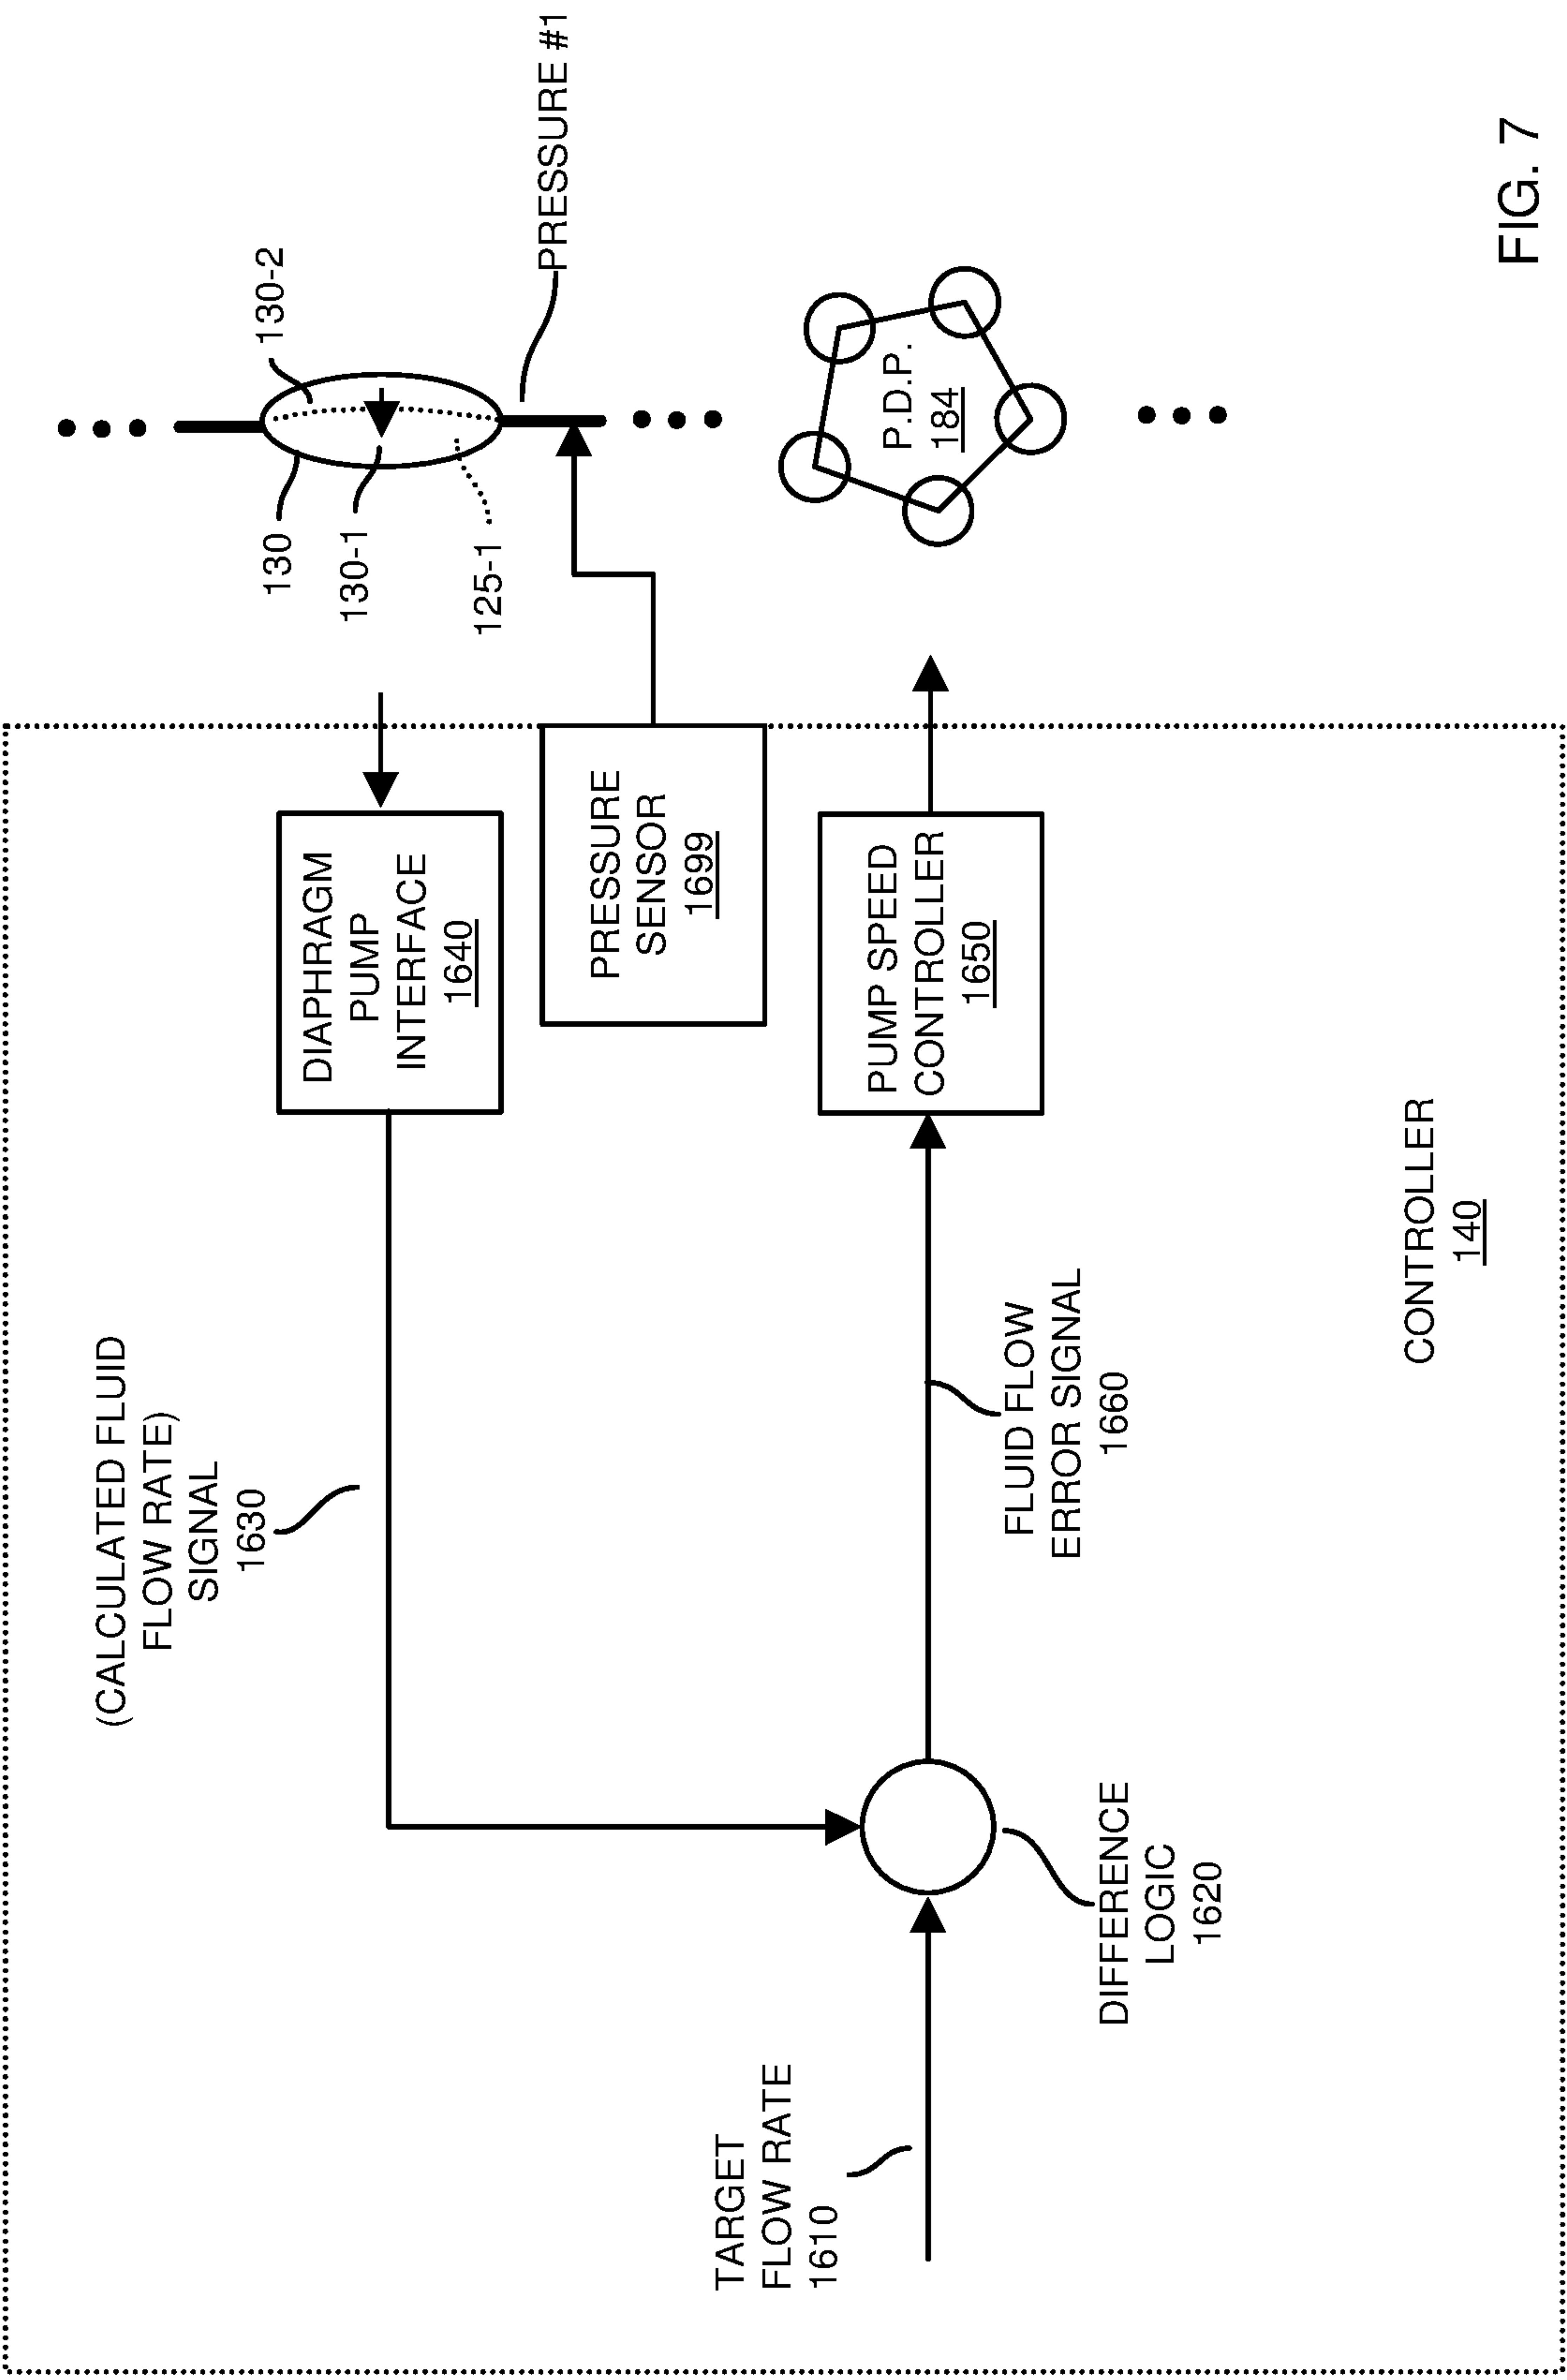 (CALCULATED FLUID
FLOW RATE)
SIGNAL
1630
DIAPHRAGM
PUMP
INTERFACE
1640
130
130-1
125-1
130-2
PRESSURE #1
PRESSURE
SENSOR
1699
TARGET
FLOW RATE
1610
DIFFERENCE
LOGIC
1620
FLUID FLOW
ERROR SIGNAL
1660
PUMP SPEED
CONTROLLER
1650
P.D.P.
184
CONTROLLER
140
FIG. 7